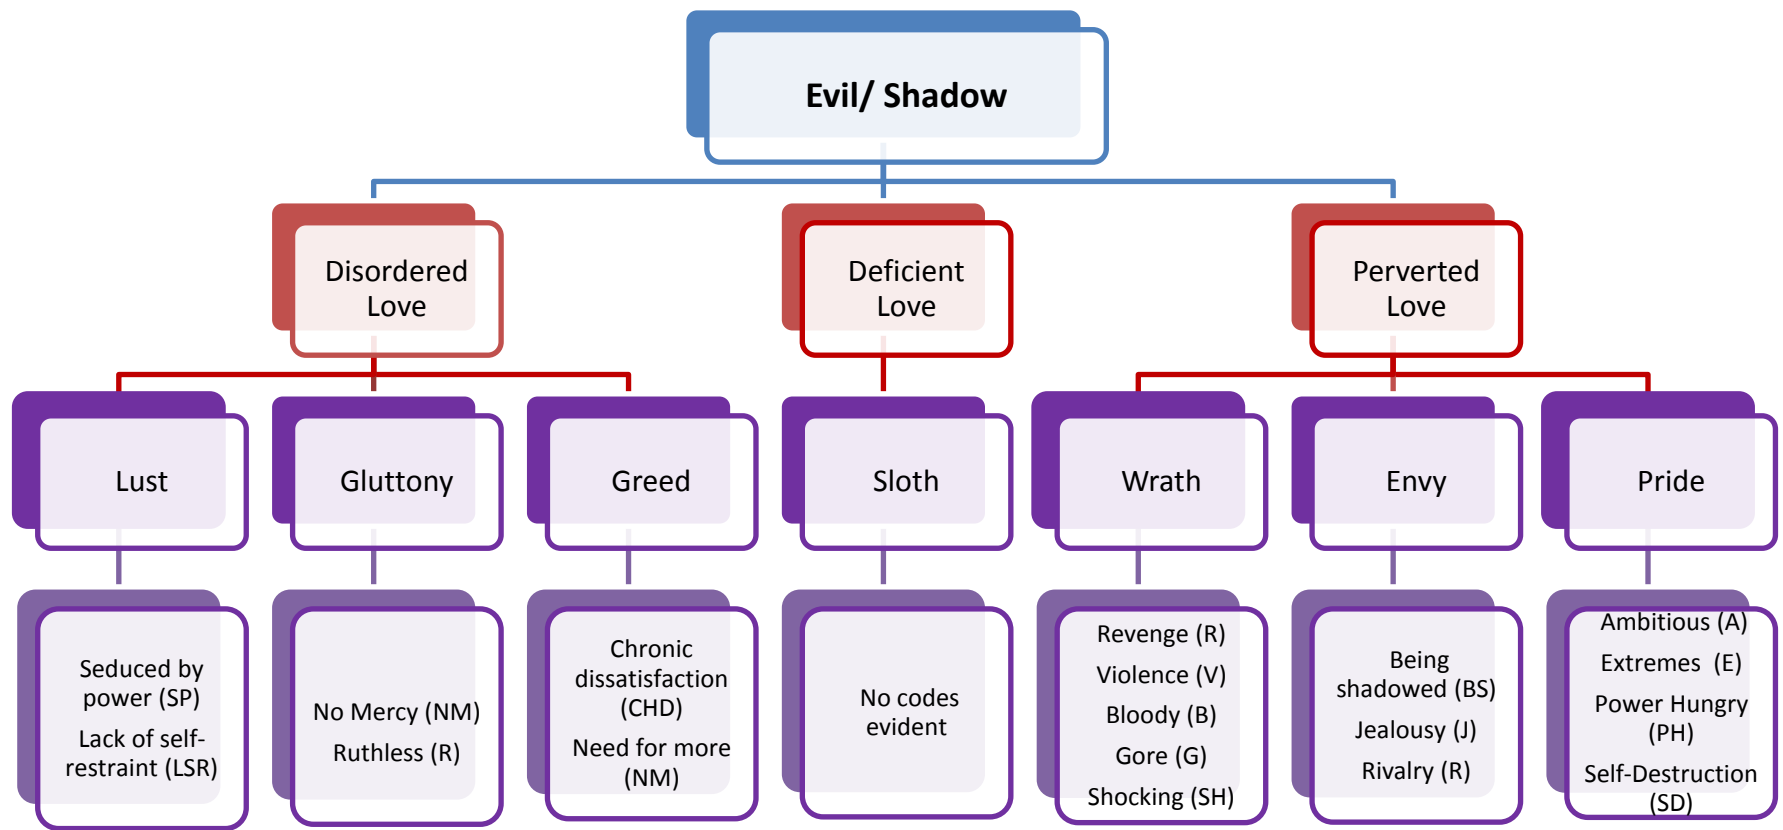 Evil/ Shadow
Disordered
Love
Deficient
Love
Perverted
Love
Lust
Gluttony
Greed
Sloth
Wrath
Envy
Pride
Seduced by
power (SP)
Lack of self-
restraint (LSR)
No Mercy (NM)
Ruthless (R)
Chronic
dissatisfaction
(CHD)
Need for more
(NM)
No codes
evident
Revenge (R)
Violence (V)
Bloody (B)
Gore (G)
Shocking (SH)
Being
shadowed (BS)
Jealousy (J)
Rivalry (R)
Ambitious (A)
Extremes (E)
Power Hungry
(PH)
Self-Destruction
(SD)